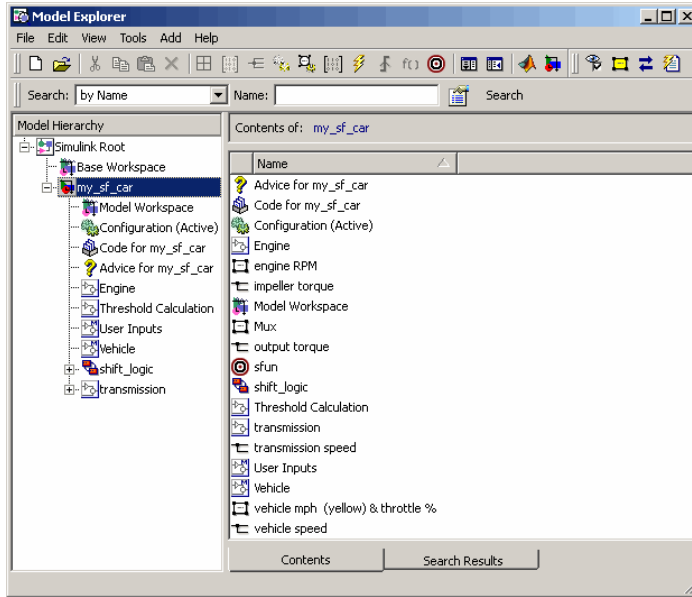 Model Explorer
File Edit View Tools Add Help
Search: by Name Name: Search
Model Hierarchy
Simulink Root
Base Workspace
my_sf_car
Model Workspace
Configuration (Active)
Code for my_sf_car
Advice for my_sf_car
Engine
Threshold Calculation
User Inputs
Vehicle
shift_logic
transmission
Contents of: my_sf_car
Name
Advice for my_sf_car
Code for my_sf_car
Configuration (Active)
Engine
engine RPM
impeller torque
Model Workspace
Mux
output torque
sfun
shift_logic
Threshold Calculation
transmission
transmission speed
User Inputs
Vehicle
vehicle mph (yellow) & throttle %
vehicle speed
Contents Search Results